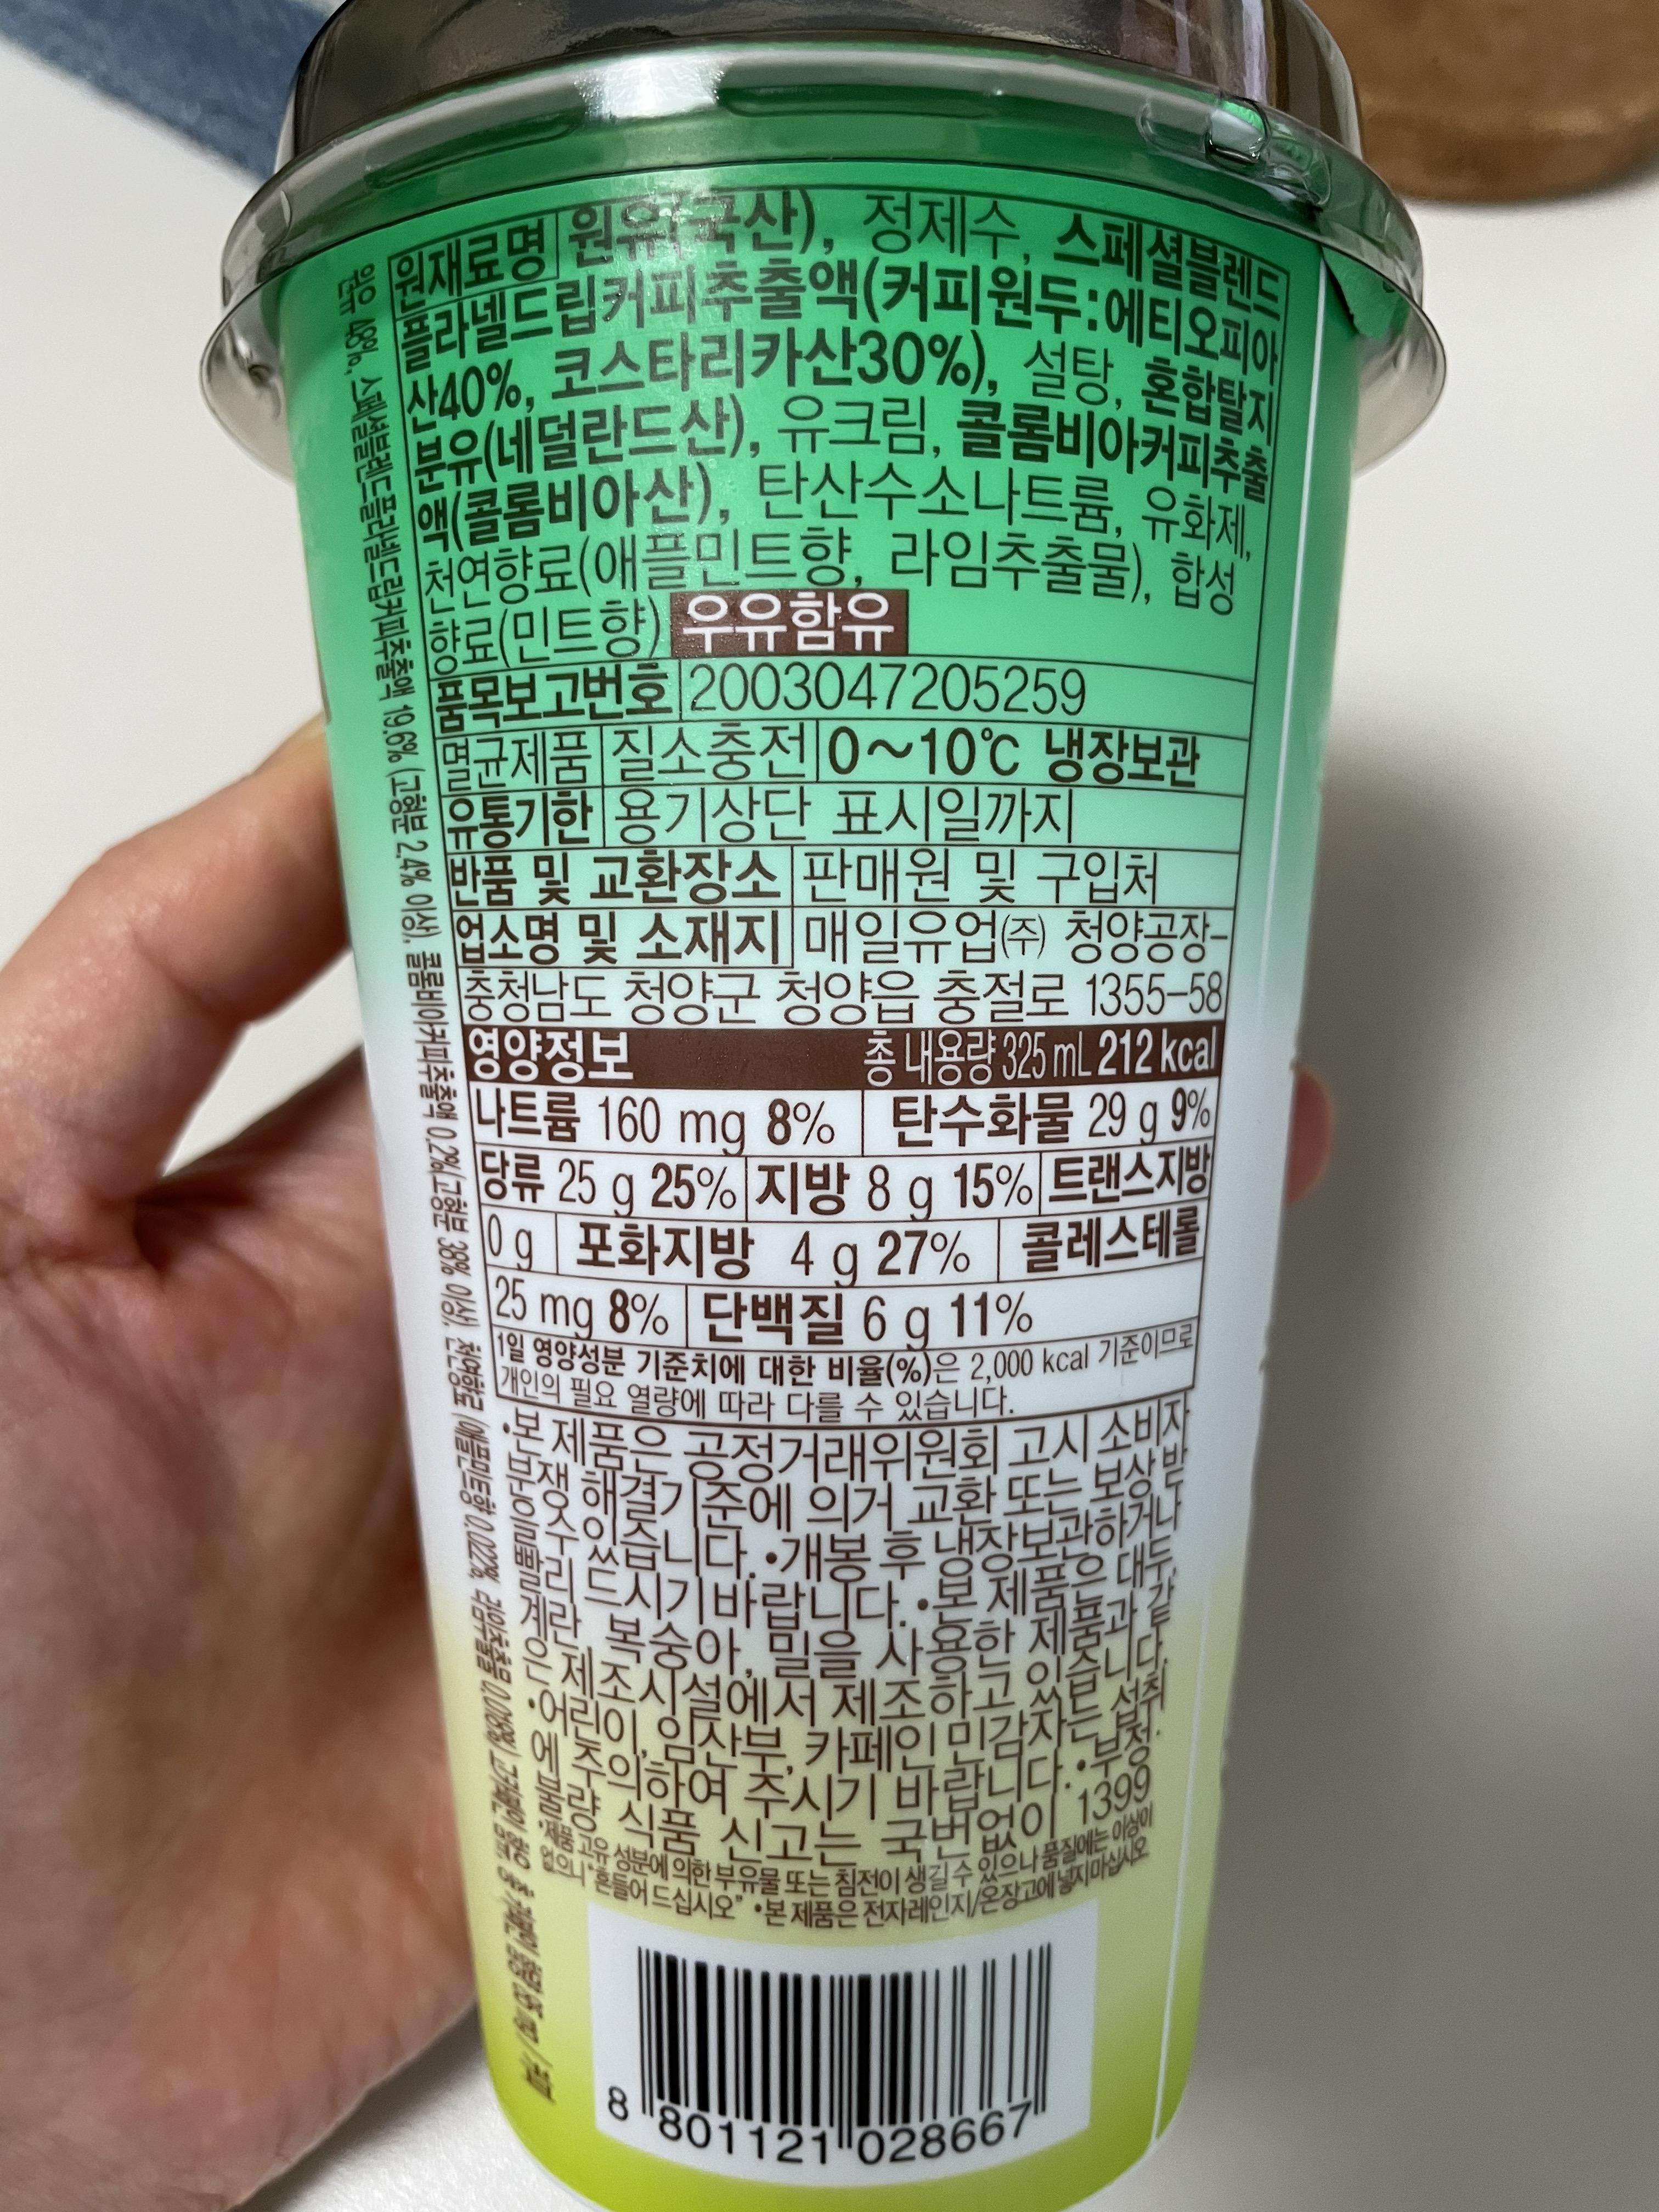 원재료명 원유(국산), 정제수, 스페셜블렌드
플라넬드립커피추출액(커피원두:에티오피아
산40%, 코스타리카산30%), 설탕, 혼합탈지
분유(네덜란드산), 유크림, 콜롬비아커피추출
액(콜롬비아산), 탄산수소나트륨, 유화제,
천연향료(애플민트향, 라임추출물), 합성
향료(민트향) 우유함유
품목보고번호 2003047205259
멸균제품 질소충전 0~10℃ 냉장보관
유통기한 용기상단 표시일까지
반품 및 교환장소 판매원 및 구입처
업소명 및 소재지 매일유업㈜ 청양공장-
충청남도 청양군 청양읍 충절로 1355-58
영양정보 총 내용량 325 mL 212 kcal
나트륨 160 mg 8% 탄수화물 29 g 9%
당류 25 g 25% 지방 8 g 15% 트랜스지방
0 g 포화지방 4 g 27% 콜레스테롤
25 mg 8% 단백질 6 g 11%
1일 영양성분 기준치에 대한 비율(%)은 2,000 kcal 기준이므로
개인의 필요 열량에 따라 다를 수 있습니다.
•본 제품은 공정거래위원회 고시 소비자
분쟁 해결기준에 의거 교환 또는 보상 받
을 수 있습니다. •개봉 후 냉장보관하거나
빨리 드시기 바랍니다. •본 제품은 대두,
계란, 복숭아, 밀을 사용한 제품과 같
은 제조시설에서 제조하고 있습니다.
•어린이, 임산부, 카페인 민감자는 섭취
에 주의하여 주시기 바랍니다. •부정·
불량 식품 신고는 국번없이 1399
•제품 고유 성분에 의한 부유물 또는 침전이 생길 수 있으나 품질에는 이상이
없으니 "흔들어 드십시오" •본 제품은 전자레인지/온장고에 넣지 마십시오.
8 801121 028667
원유 48%, 스페셜블렌드플라넬드립커피추출액 19.6%(고형분 2.4% 이상), 콜롬비아커피추출액 0.2%(고형분 38% 이상), 천연향료(애플민트향 0.022%, 라임추출물